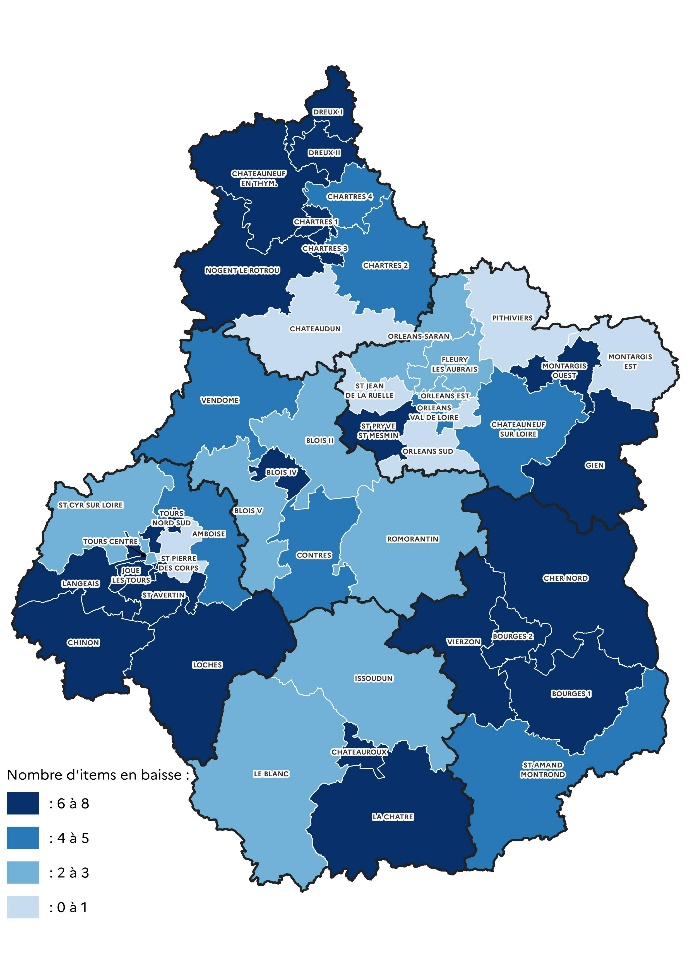 DREUX I
DREUX II
CHATEAUNEUF
EN THYM.
CHARTRES 4
CHARTRES 1
CHARTRES 3
CHARTRES 2
NOGENT LE ROTROU
PITHIVIERS
CHATEAUDUN
ORLEANS-SARAN
MONTARGIS
EST
FLEURY
LES AUBRAIS
MONTARGIS
OUEST
ST JEAN
DE LA RUELLE
ORLEANS EST
VENDOME
ORLEANS
VAL DE LOIRE
ST PRYVE
ST MESMIN
CHATEAUNEUF
SUR LOIRE
BLOIS II
ORLEANS SUD
GIEN
BLOIS IV
ST CYR SUR LOIRE
BLOIS V
TOURS
NORD SUD
AMBOISE
TOURS CENTRE
ROMORANTIN
CONTRES
ST PIERRE
DES CORPS
JOUE
LES TOURS
CHER NORD
LANGEAIS
ST AVERTIN
BOURGES 2
CHINON
VIERZON
LOCHES
ISSOUDUN
BOURGES 1
CHATEAUROUX
ST AMAND
MONTROND
LE BLANC
LA CHATRE
Nombre d'items en baisse :
: 6 à 8
: 4 à 5
: 2 à 3
: 0 à 1